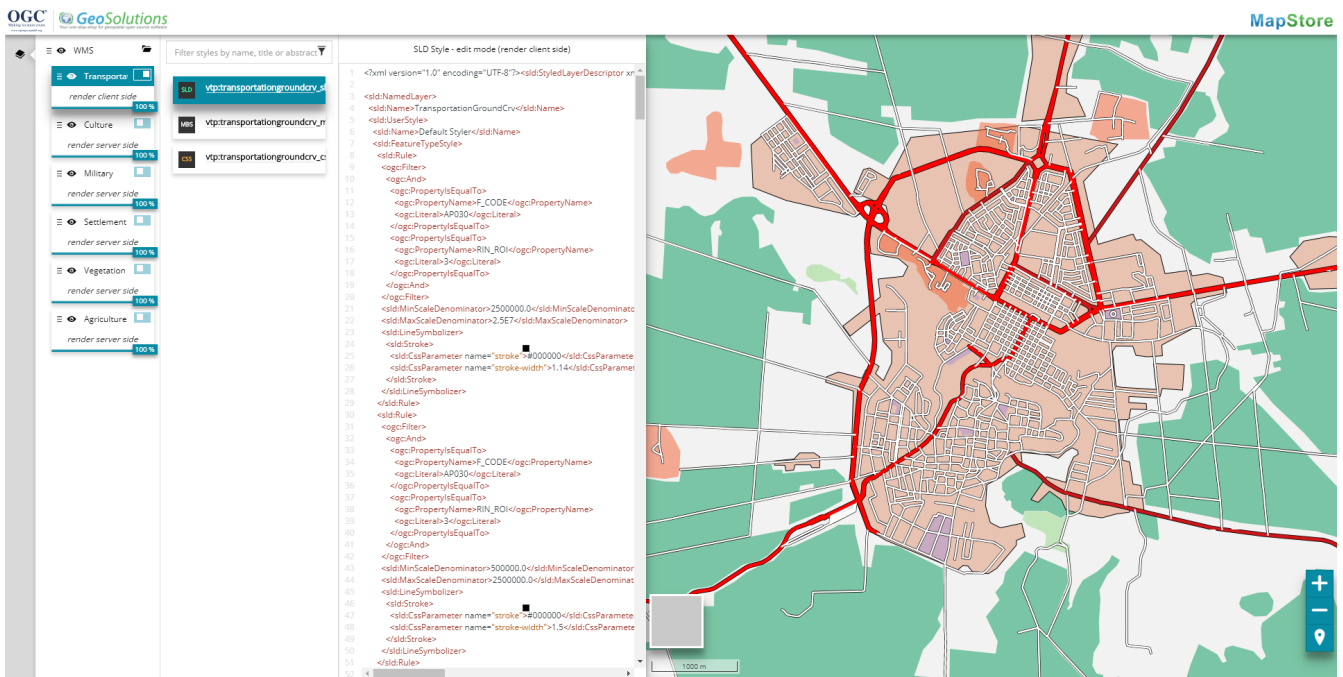 OGC®
GeoSolutions
MapStore
WMS
Transportat
render client side
100 %
Culture
render server side
100 %
Military
render server side
100 %
Settlement
render server side
100 %
Vegetation
render server side
100 %
Agriculture
render server side
100 %
Filter styles by name, title or abstract
SLD
vtp:transportationgroundcrv_sl
MBS
vtp:transportationgroundcrv_m
CSS
vtp:transportationgroundcrv_cs
SLD Style - edit mode (render client side)
1 <?xml version="1.0" encoding="UTF-8"?><sld:StyledLayerDescriptor xm
2
3 <sld:NamedLayer>
4 <sld:Name>TransportationGroundCrv</sld:Name>
5 <sld:UserStyle>
6 <sld:Name>Default Styler</sld:Name>
7 <sld:FeatureTypeStyle>
8 <sld:Rule>
9 <ogc:Filter>
10 <ogc:And>
11 <ogc:PropertyIsEqualTo>
12 <ogc:PropertyName>F_CODE</ogc:PropertyName>
13 <ogc:Literal>AP030</ogc:Literal>
14 </ogc:PropertyIsEqualTo>
15 <ogc:PropertyIsEqualTo>
16 <ogc:PropertyName>RIN_ROI</ogc:PropertyName>
17 <ogc:Literal>3</ogc:Literal>
18 </ogc:PropertyIsEqualTo>
19 </ogc:And>
20 </ogc:Filter>
21 <sld:MinScaleDenominator>2500000.0</sld:MinScaleDenominator>
22 <sld:MaxScaleDenominator>2.5E7</sld:MaxScaleDenominator>
23 <sld:LineSymbolizer>
24 <sld:Stroke>
25 <sld:CssParameter name="stroke">#000000</sld:CssParameter
26 <sld:CssParameter name="stroke-width">1.14</sld:CssParamet
27 </sld:Stroke>
28 </sld:LineSymbolizer>
29 </sld:Rule>
30 <sld:Rule>
31 <ogc:Filter>
32 <ogc:And>
33 <ogc:PropertyIsEqualTo>
34 <ogc:PropertyName>F_CODE</ogc:PropertyName>
35 <ogc:Literal>AP030</ogc:Literal>
36 </ogc:PropertyIsEqualTo>
37 <ogc:PropertyIsEqualTo>
38 <ogc:PropertyName>RIN_ROI</ogc:PropertyName>
39 <ogc:Literal>3</ogc:Literal>
40 </ogc:PropertyIsEqualTo>
41 </ogc:And>
42 </ogc:Filter>
43 <sld:MinScaleDenominator>500000.0</sld:MinScaleDenominator
44 <sld:MaxScaleDenominator>2500000.0</sld:MaxScaleDenominat
45 <sld:LineSymbolizer>
46 <sld:Stroke>
47 <sld:CssParameter name="stroke">#000000</sld:CssParameter
48 <sld:CssParameter name="stroke-width">1.5</sld:CssParamete
49 </sld:Stroke>
50 </sld:LineSymbolizer>
51 </sld:Rule>
52
1000 m